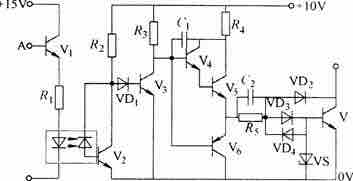 +15V
+10V
R₂
R₃
C₁
R₄
A
V₁
V₄
C₂
VD₂
R₁
VD₁
V₃
V₅
VD₃
V
R₅
VD₄
V₂
V₆
VS
0V